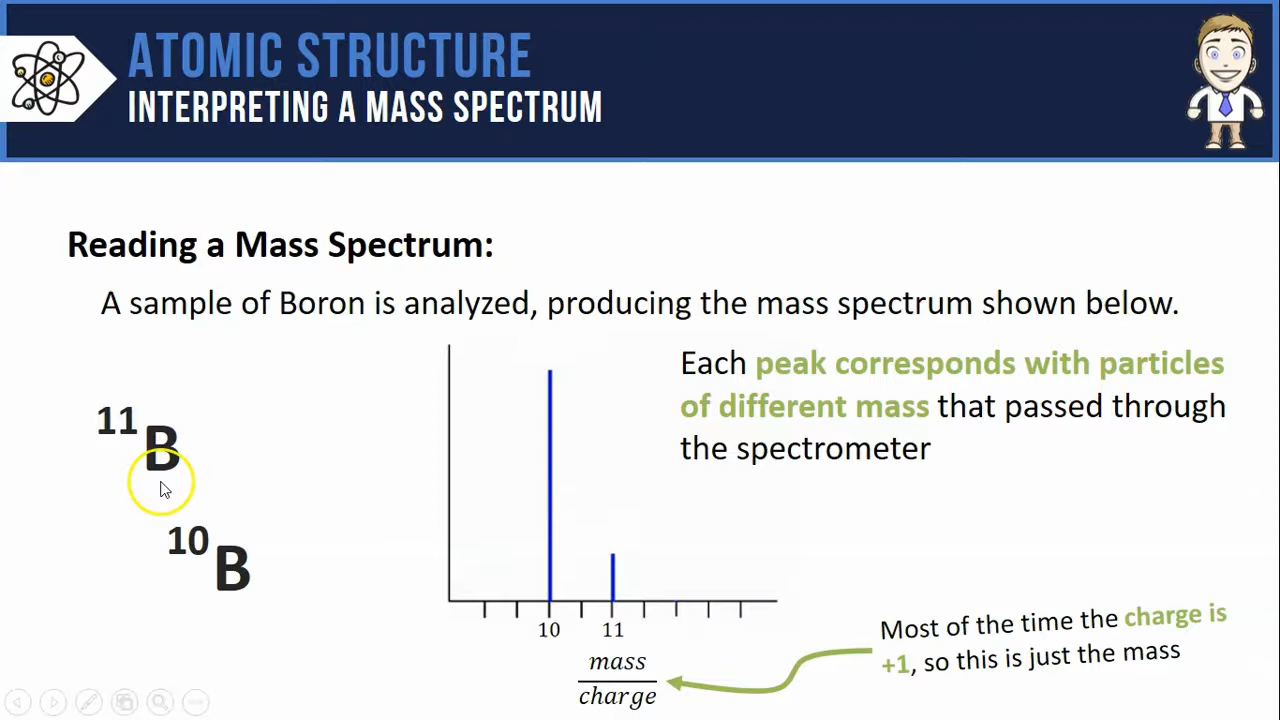 ATOMIC STRUCTURE
INTERPRETING A MASS SPECTRUM
Reading a Mass Spectrum:
A sample of Boron is analyzed, producing the mass spectrum shown below.
Each peak corresponds with particles
of different mass that passed through
the spectrometer
11
B
10
B
10 11
mass
charge
Most of the time the charge is
+1, so this is just the mass